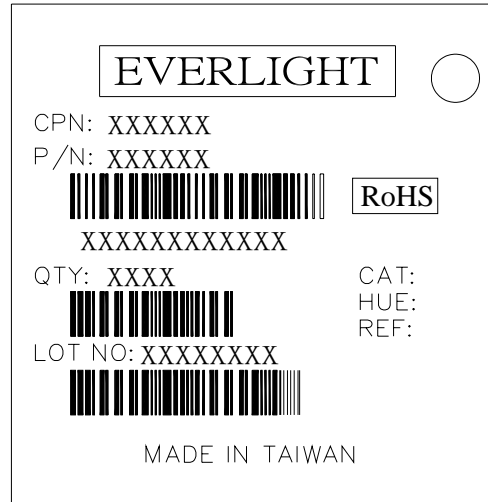 EVERLIGHT
CPN: XXXXXX
P/N: XXXXXX
RoHS
XXXXXXXXXXXX
QTY: XXXX
CAT:
HUE:
REF:
LOT NO: XXXXXXXX
MADE IN TAIWAN